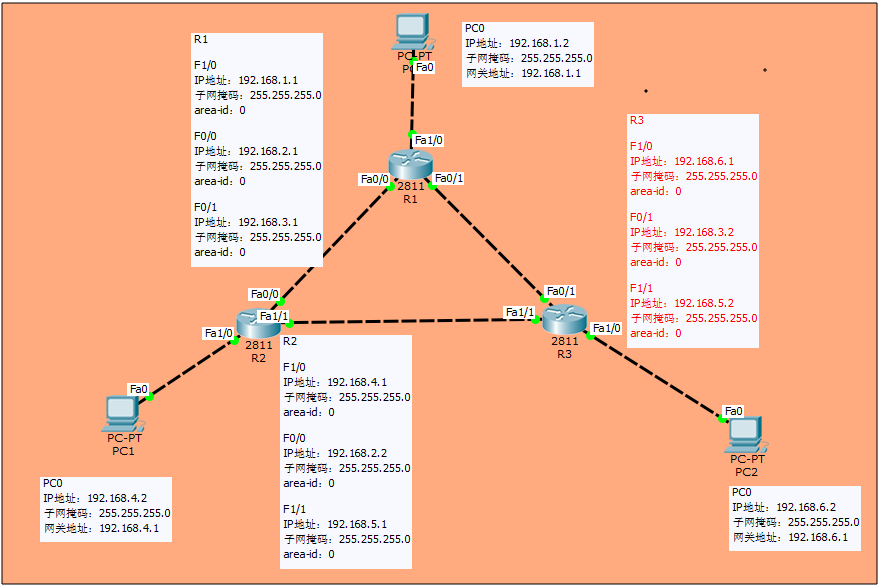 R1
F1/0
IP地址：192.168.1.1
子网掩码：255.255.255.0
area-id：0
F0/0
IP地址：192.168.2.1
子网掩码：255.255.255.0
area-id：0
F0/1
IP地址：192.168.3.1
子网掩码：255.255.255.0
area-id：0
PC-PT
Fa0
PC0
IP地址：192.168.1.2
子网掩码：255.255.255.0
网关地址：192.168.1.1
Fa1/0
Fa0/0
Fa0/1
2811
R1
R3
F1/0
IP地址：192.168.6.1
子网掩码：255.255.255.0
area-id：0
F0/1
IP地址：192.168.3.2
子网掩码：255.255.255.0
area-id：0
F1/1
IP地址：192.168.5.2
子网掩码：255.255.255.0
area-id：0
Fa0/0
Fa1/1
Fa1/0
2811
R2
Fa0/1
Fa1/1
Fa1/0
2811
R3
R2
F1/0
IP地址：192.168.4.1
子网掩码：255.255.255.0
area-id：0
F0/0
IP地址：192.168.2.2
子网掩码：255.255.255.0
area-id：0
F1/1
IP地址：192.168.5.1
子网掩码：255.255.255.0
area-id：0
Fa0
PC-PT
PC1
PC0
IP地址：192.168.4.2
子网掩码：255.255.255.0
网关地址：192.168.4.1
Fa0
PC-PT
PC2
PC0
IP地址：192.168.6.2
子网掩码：255.255.255.0
网关地址：192.168.6.1